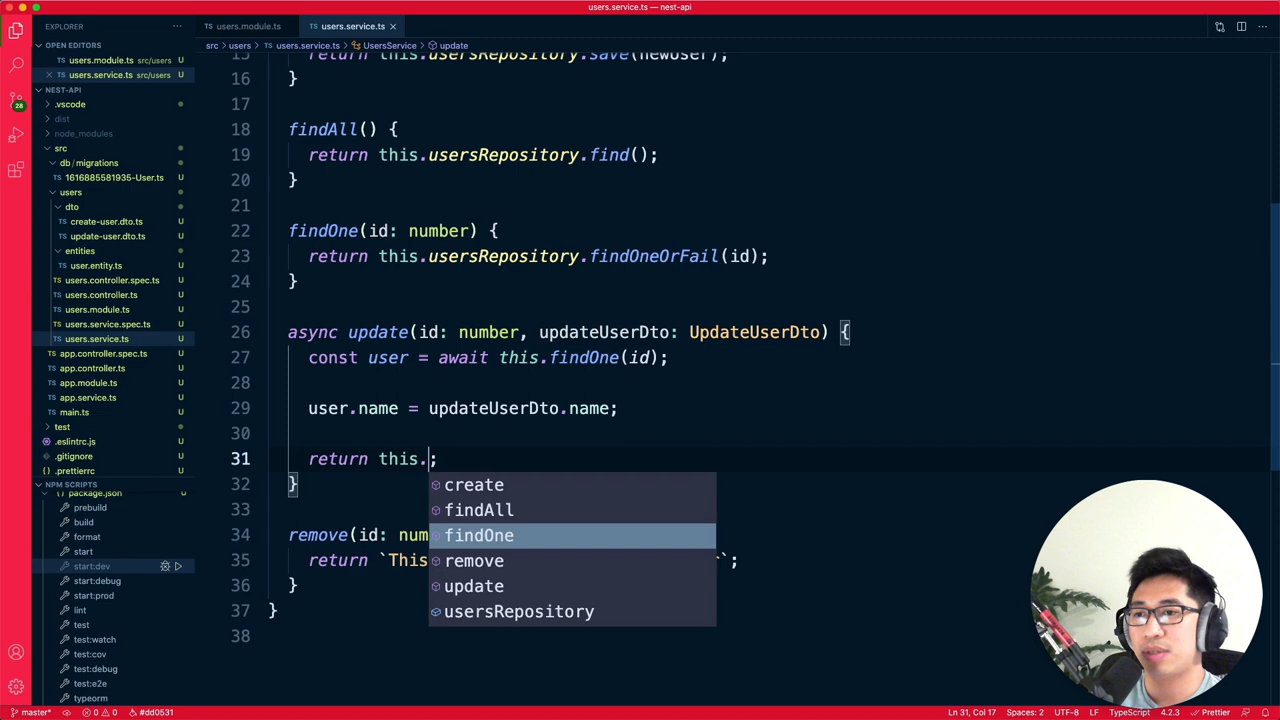 users.service.ts — nest-api
EXPLORER
users.module.ts
users.service.ts
OPEN EDITORS
src > users > users.service.ts > UsersService > update
users.module.ts src/users
users.service.ts src/users
NEST-API
.vscode
dist
node_modules
src
db/migrations
1616885581935-User.ts U
users
dto
create-user.dto.ts U
update-user.dto.ts U
entities
user.entity.ts U
users.controller.spec.ts U
users.controller.ts U
users.module.ts U
users.service.spec.ts U
users.service.ts U
app.controller.spec.ts U
app.controller.ts U
app.module.ts U
app.service.ts U
main.ts U
test
.eslintrc.js U
.gitignore U
.prettierrc U
NPM SCRIPTS
package.json
prebuild
build
format
start
start:dev
start:debug
start:prod
lint
test
test:watch
test:cov
test:debug
test:e2e
typeorm
28
15 return this.usersRepository.save(newUser);
16 }
17
18 findAll() {
19 return this.usersRepository.find();
20 }
21
22 findOne(id: number) {
23 return this.usersRepository.findOneOrFail(id);
24 }
25
26 async update(id: number, updateUserDto: UpdateUserDto) {
27 const user = await this.findOne(id);
28
29 user.name = updateUserDto.name;
30
31 return this.;
32 }
33
34 remove(id: num
35 return `This `;
36 }
37 }
38
create
findAll
findOne
remove
update
usersRepository
master* 0 0 #dd0531
Ln 31, Col 17 Spaces: 2 UTF-8 LF TypeScript 4.2.3 Prettier